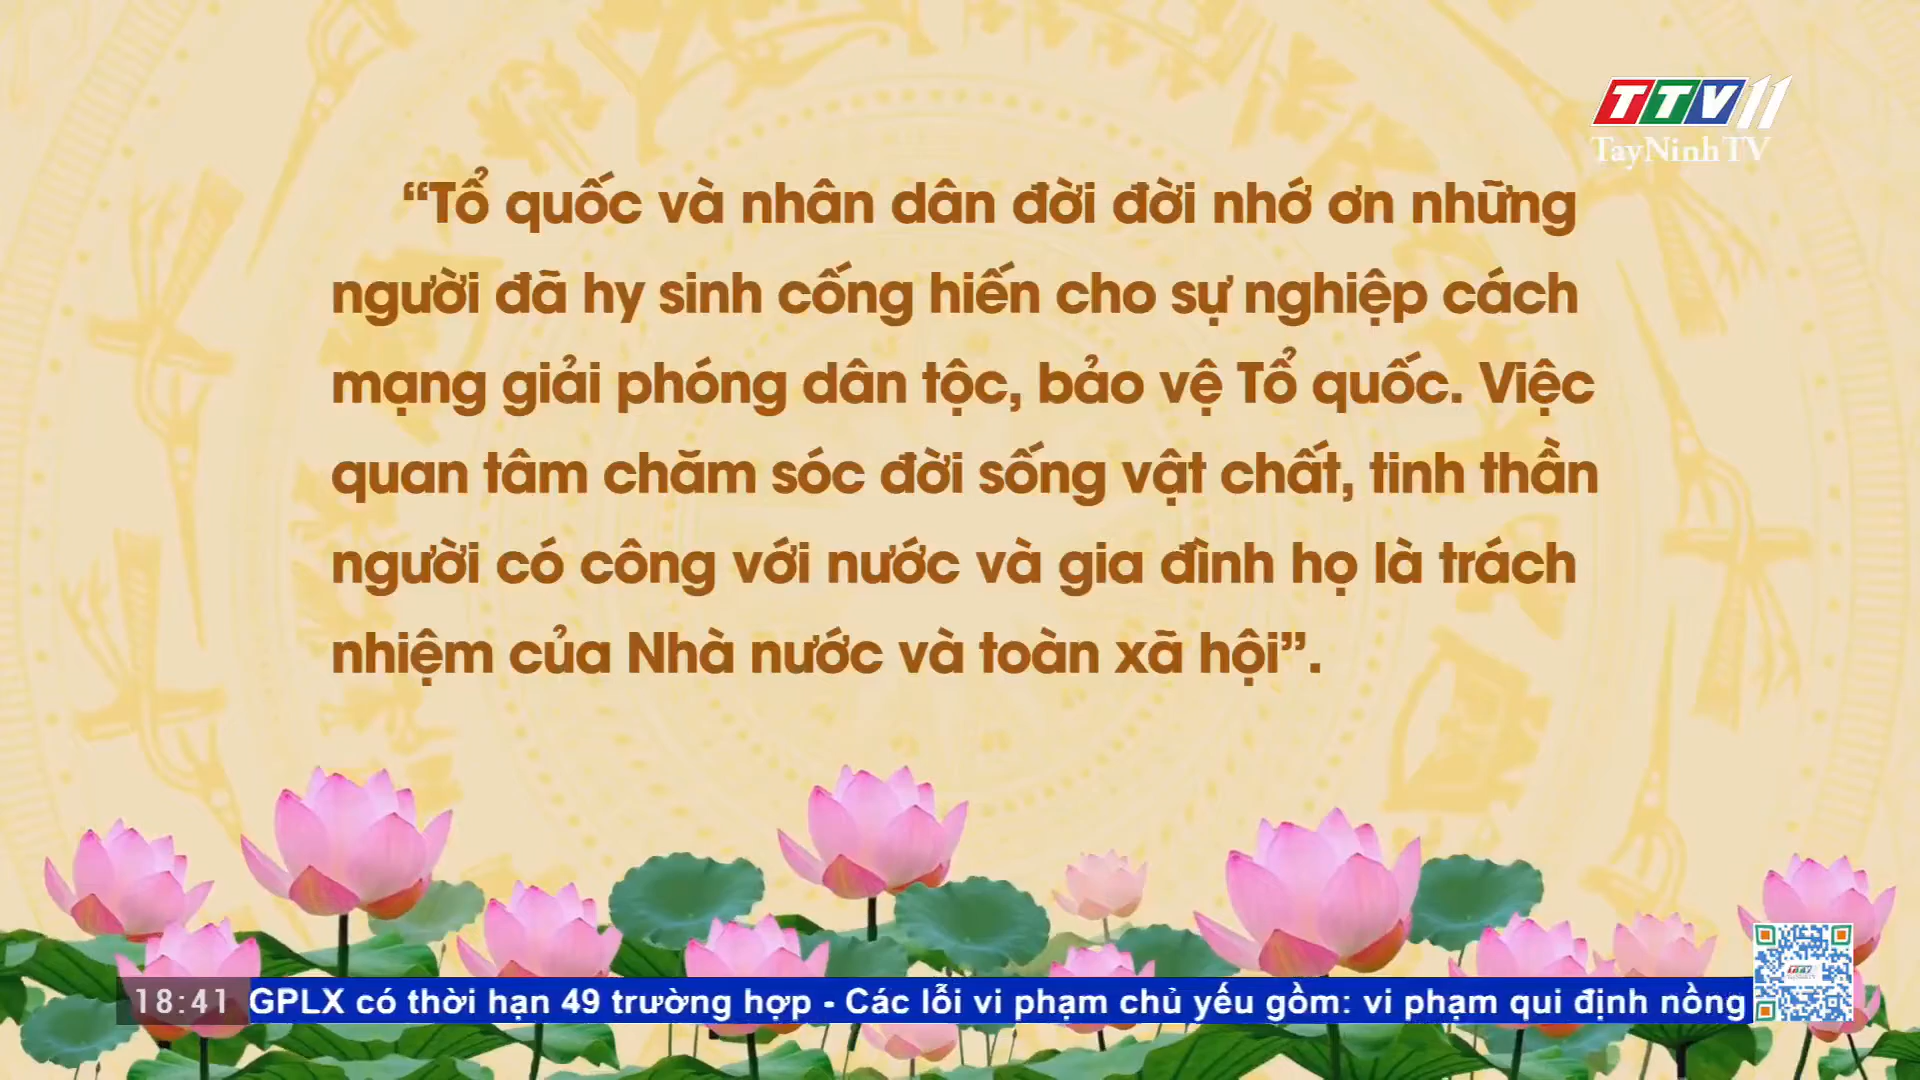 TTV11
TayNinhTV
“Tổ quốc và nhân dân đời đời nhớ ơn những
người đã hy sinh cống hiến cho sự nghiệp cách
mạng giải phóng dân tộc, bảo vệ Tổ quốc. Việc
quan tâm chăm sóc đời sống vật chất, tinh thần
người có công với nước và gia đình họ là trách
nhiệm của Nhà nước và toàn xã hội”.
18:41 GPLX có thời hạn 49 trường hợp - Các lỗi vi phạm chủ yếu gồm: vi phạm qui định nồng